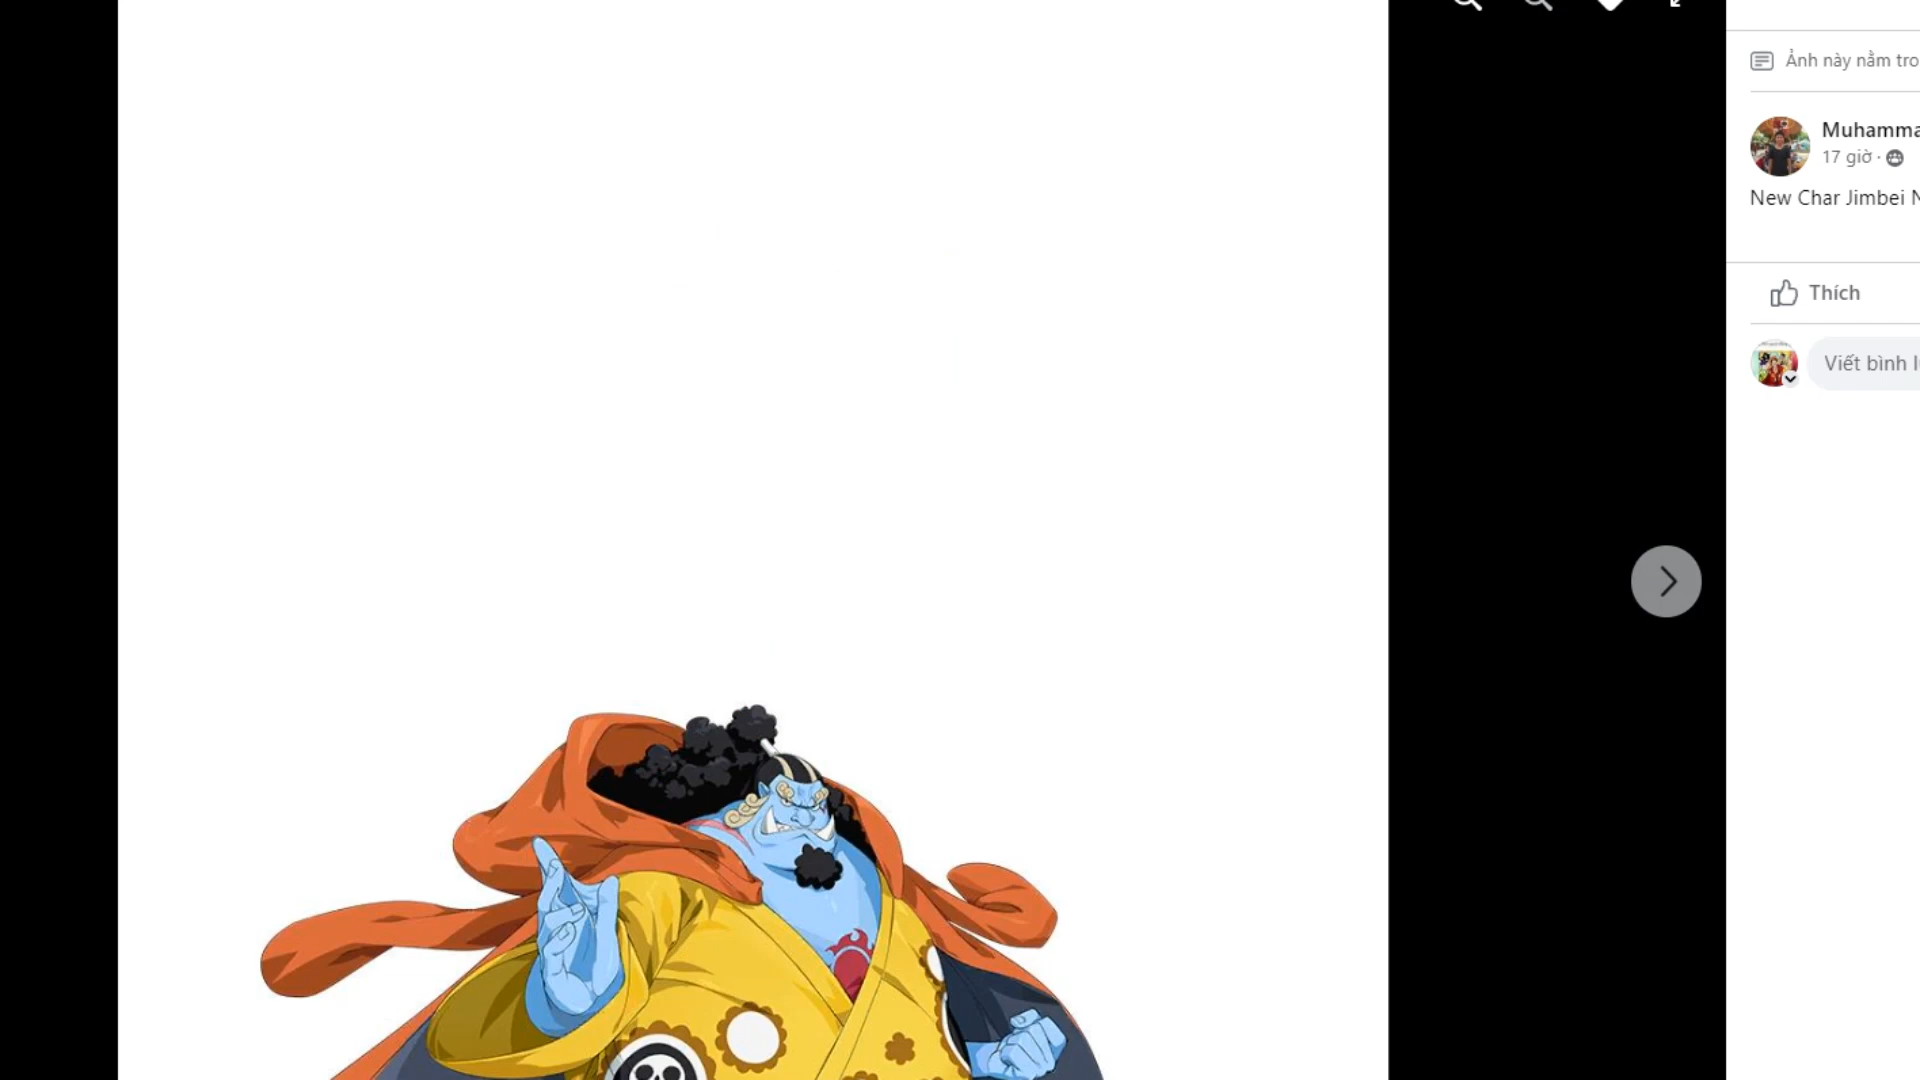 Ảnh này nằm tro
Muhamma
17 giờ ·
New Char Jimbei N
Thích
Viết bình l